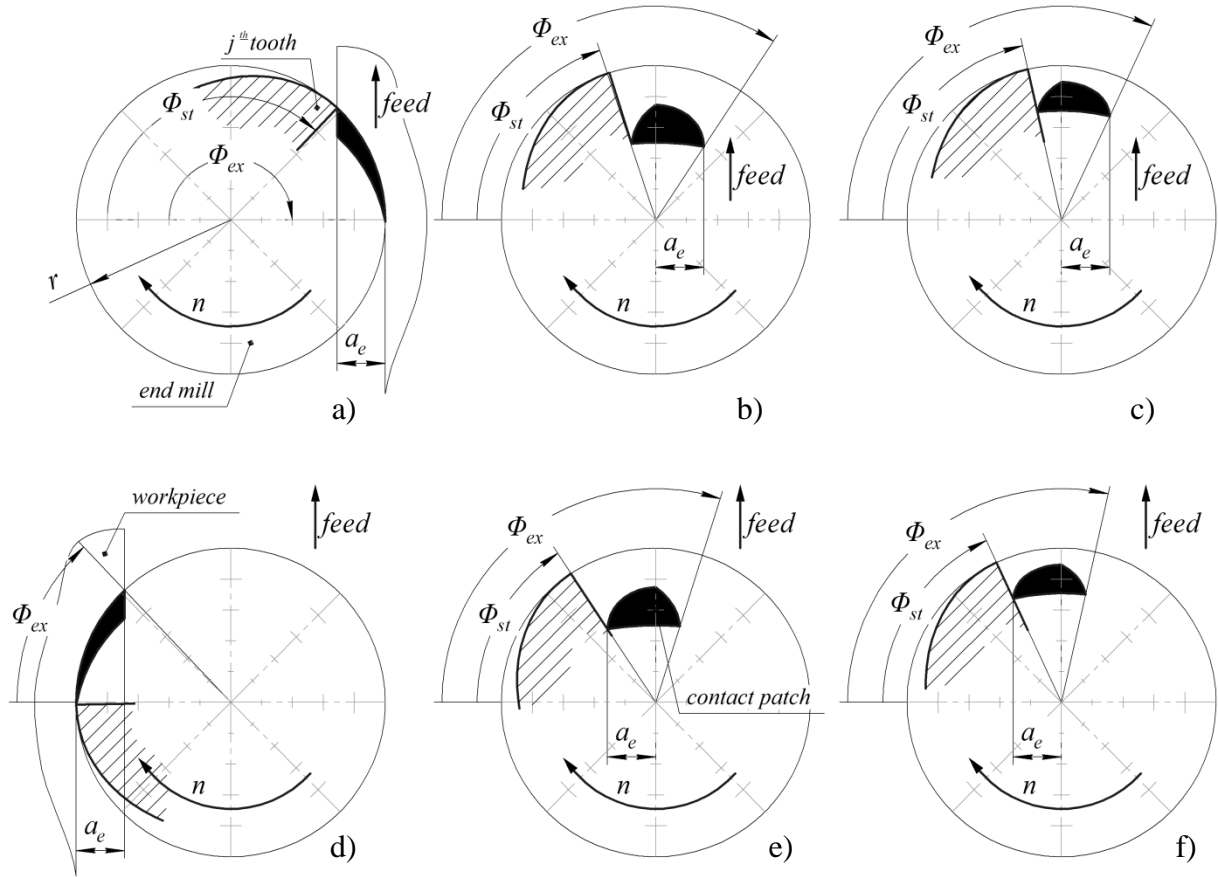 j th tooth
Φst
Φex
feed
r
n
ae
end mill
a)
Φex
Φst
feed
ae
n
b)
Φex
Φst
feed
ae
n
c)
workpiece
feed
Φex
ae
n
d)
feed
Φex
Φst
contact patch
ae
n
e)
feed
Φex
Φst
ae
n
f)